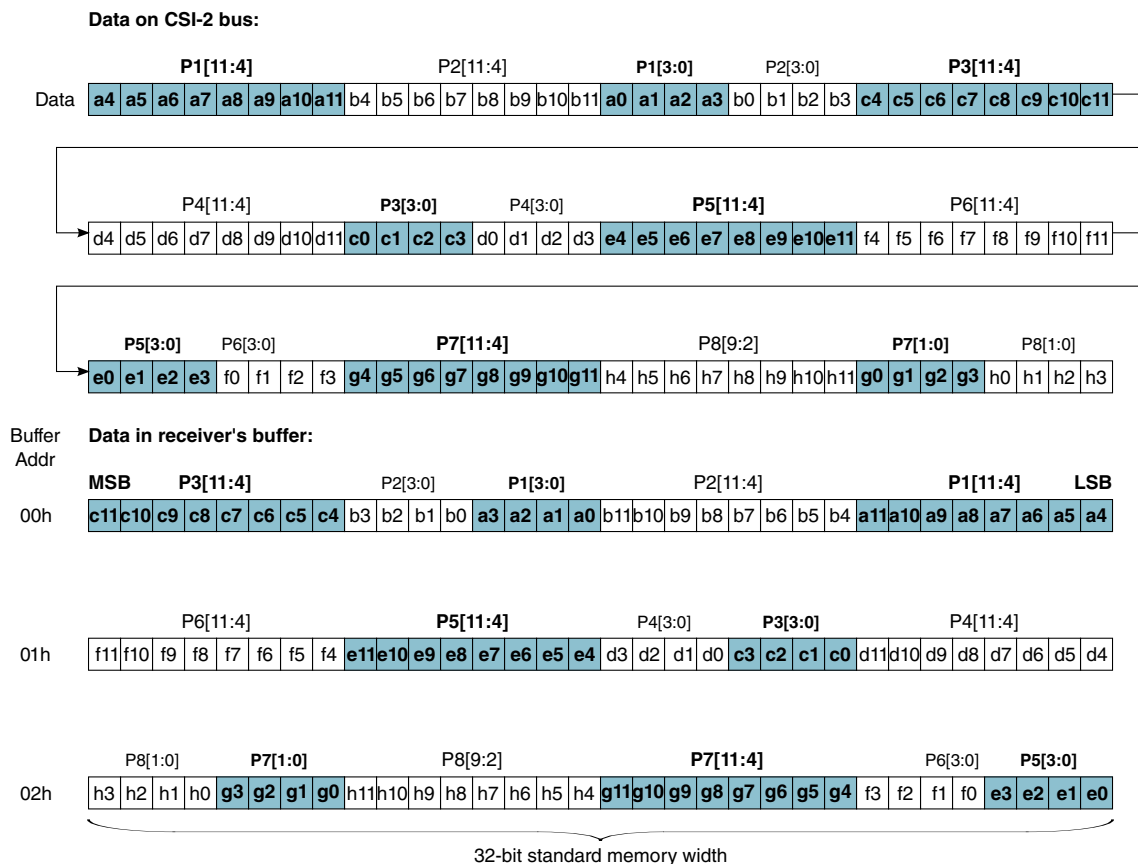 Data on CSI-2 bus:
P1[11:4] P2[11:4] P1[3:0] P2[3:0] P3[11:4]
Data a4 a5 a6 a7 a8 a9 a10 a11 b4 b5 b6 b7 b8 b9 b10 b11 a0 a1 a2 a3 b0 b1 b2 b3 c4 c5 c6 c7 c8 c9 c10 c11
P4[11:4] P3[3:0] P4[3:0] P5[11:4] P6[11:4]
d4 d5 d6 d7 d8 d9 d10 d11 c0 c1 c2 c3 d0 d1 d2 d3 e4 e5 e6 e7 e8 e9 e10 e11 f4 f5 f6 f7 f8 f9 f10 f11
P5[3:0] P6[3:0] P7[11:4] P8[9:2] P7[1:0] P8[1:0]
e0 e1 e2 e3 f0 f1 f2 f3 g4 g5 g6 g7 g8 g9 g10 g11 h4 h5 h6 h7 h8 h9 h10 h11 g0 g1 g2 g3 h0 h1 h2 h3
Buffer Data in receiver's buffer:
Addr
MSB P3[11:4] P2[3:0] P1[3:0] P2[11:4] P1[11:4] LSB
00h c11 c10 c9 c8 c7 c6 c5 c4 b3 b2 b1 b0 a3 a2 a1 a0 b11 b10 b9 b8 b7 b6 b5 b4 a11 a10 a9 a8 a7 a6 a5 a4
P6[11:4] P5[11:4] P4[3:0] P3[3:0] P4[11:4]
01h f11 f10 f9 f8 f7 f6 f5 f4 e11 e10 e9 e8 e7 e6 e5 e4 d3 d2 d1 d0 c3 c2 c1 c0 d11 d10 d9 d8 d7 d6 d5 d4
P8[1:0] P7[1:0] P8[9:2] P7[11:4] P6[3:0] P5[3:0]
02h h3 h2 h1 h0 g3 g2 g1 g0 h11 h10 h9 h8 h7 h6 h5 h4 g11 g10 g9 g8 g7 g6 g5 g4 f3 f2 f1 f0 e3 e2 e1 e0
32-bit standard memory width